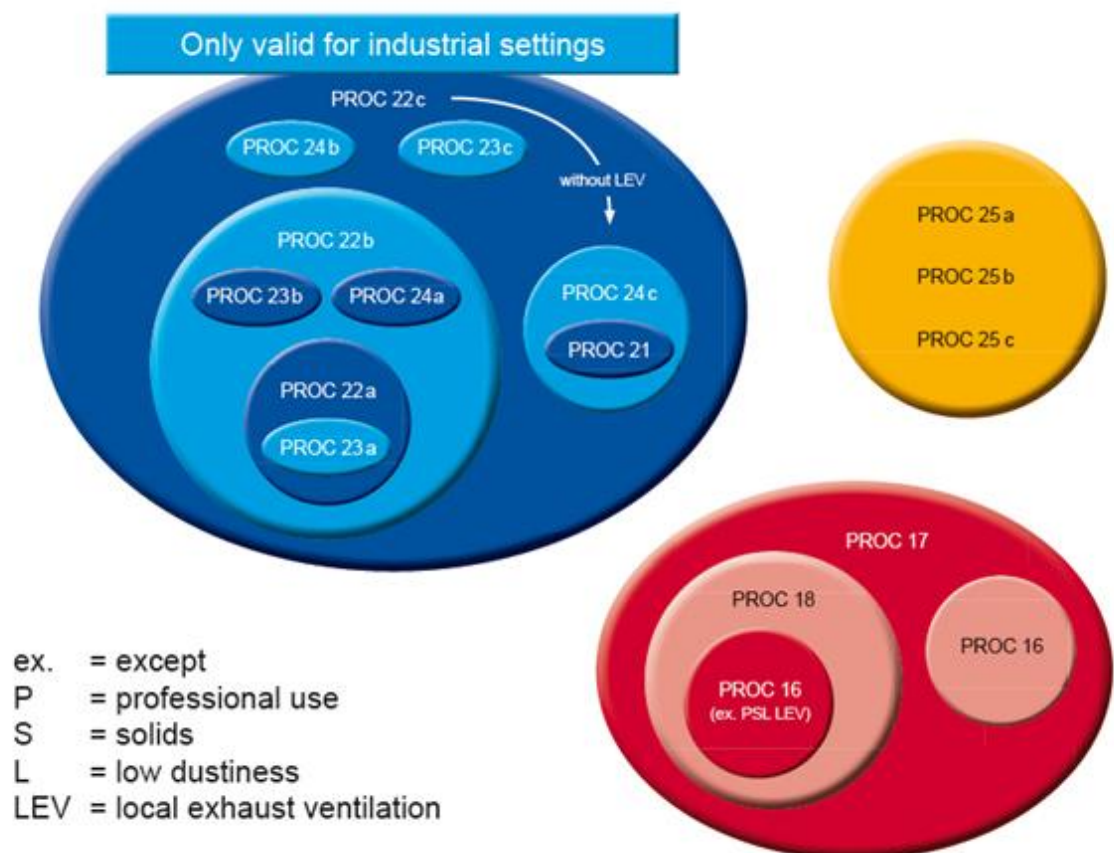 Only valid for industrial settings
PROC 22c
PROC 24b
PROC 23c
without LEV
PROC 22b
PROC 23b
PROC 24a
PROC 24c
PROC 21
PROC 22a
PROC 23a
PROC 25a
PROC 25b
PROC 25c
PROC 17
PROC 18
PROC 16
PROC 16
(ex. PSL LEV)
ex. = except
P = professional use
S = solids
L = low dustiness
LEV = local exhaust ventilation